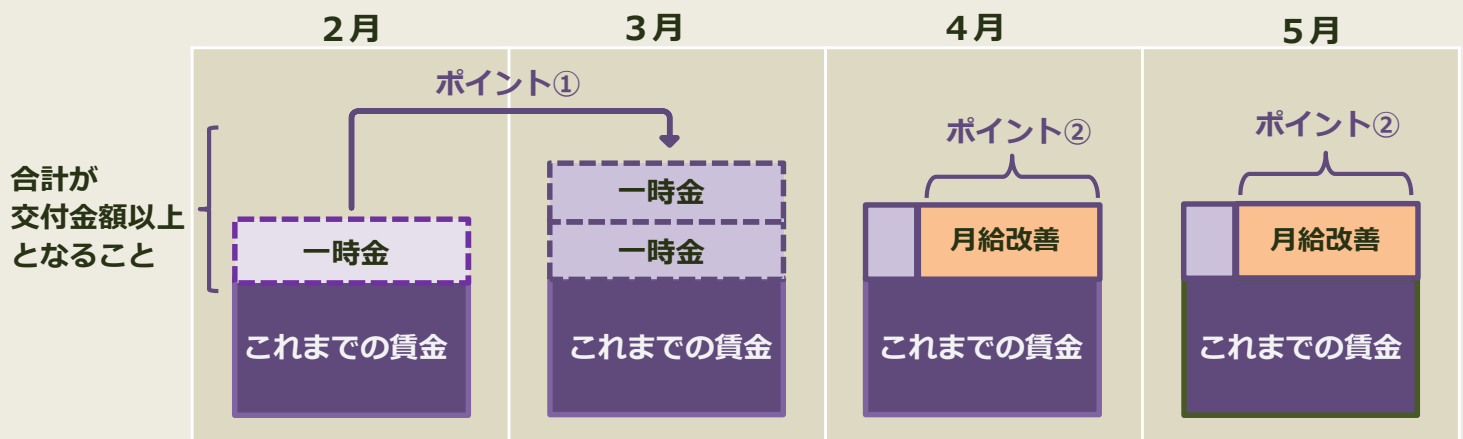 2月
3月
4月
5月
ポイント①
ポイント②
ポイント②
合計が
交付金額以上
となること
一時金
一時金
一時金
月給改善
月給改善
これまでの賃金
これまでの賃金
これまでの賃金
これまでの賃金